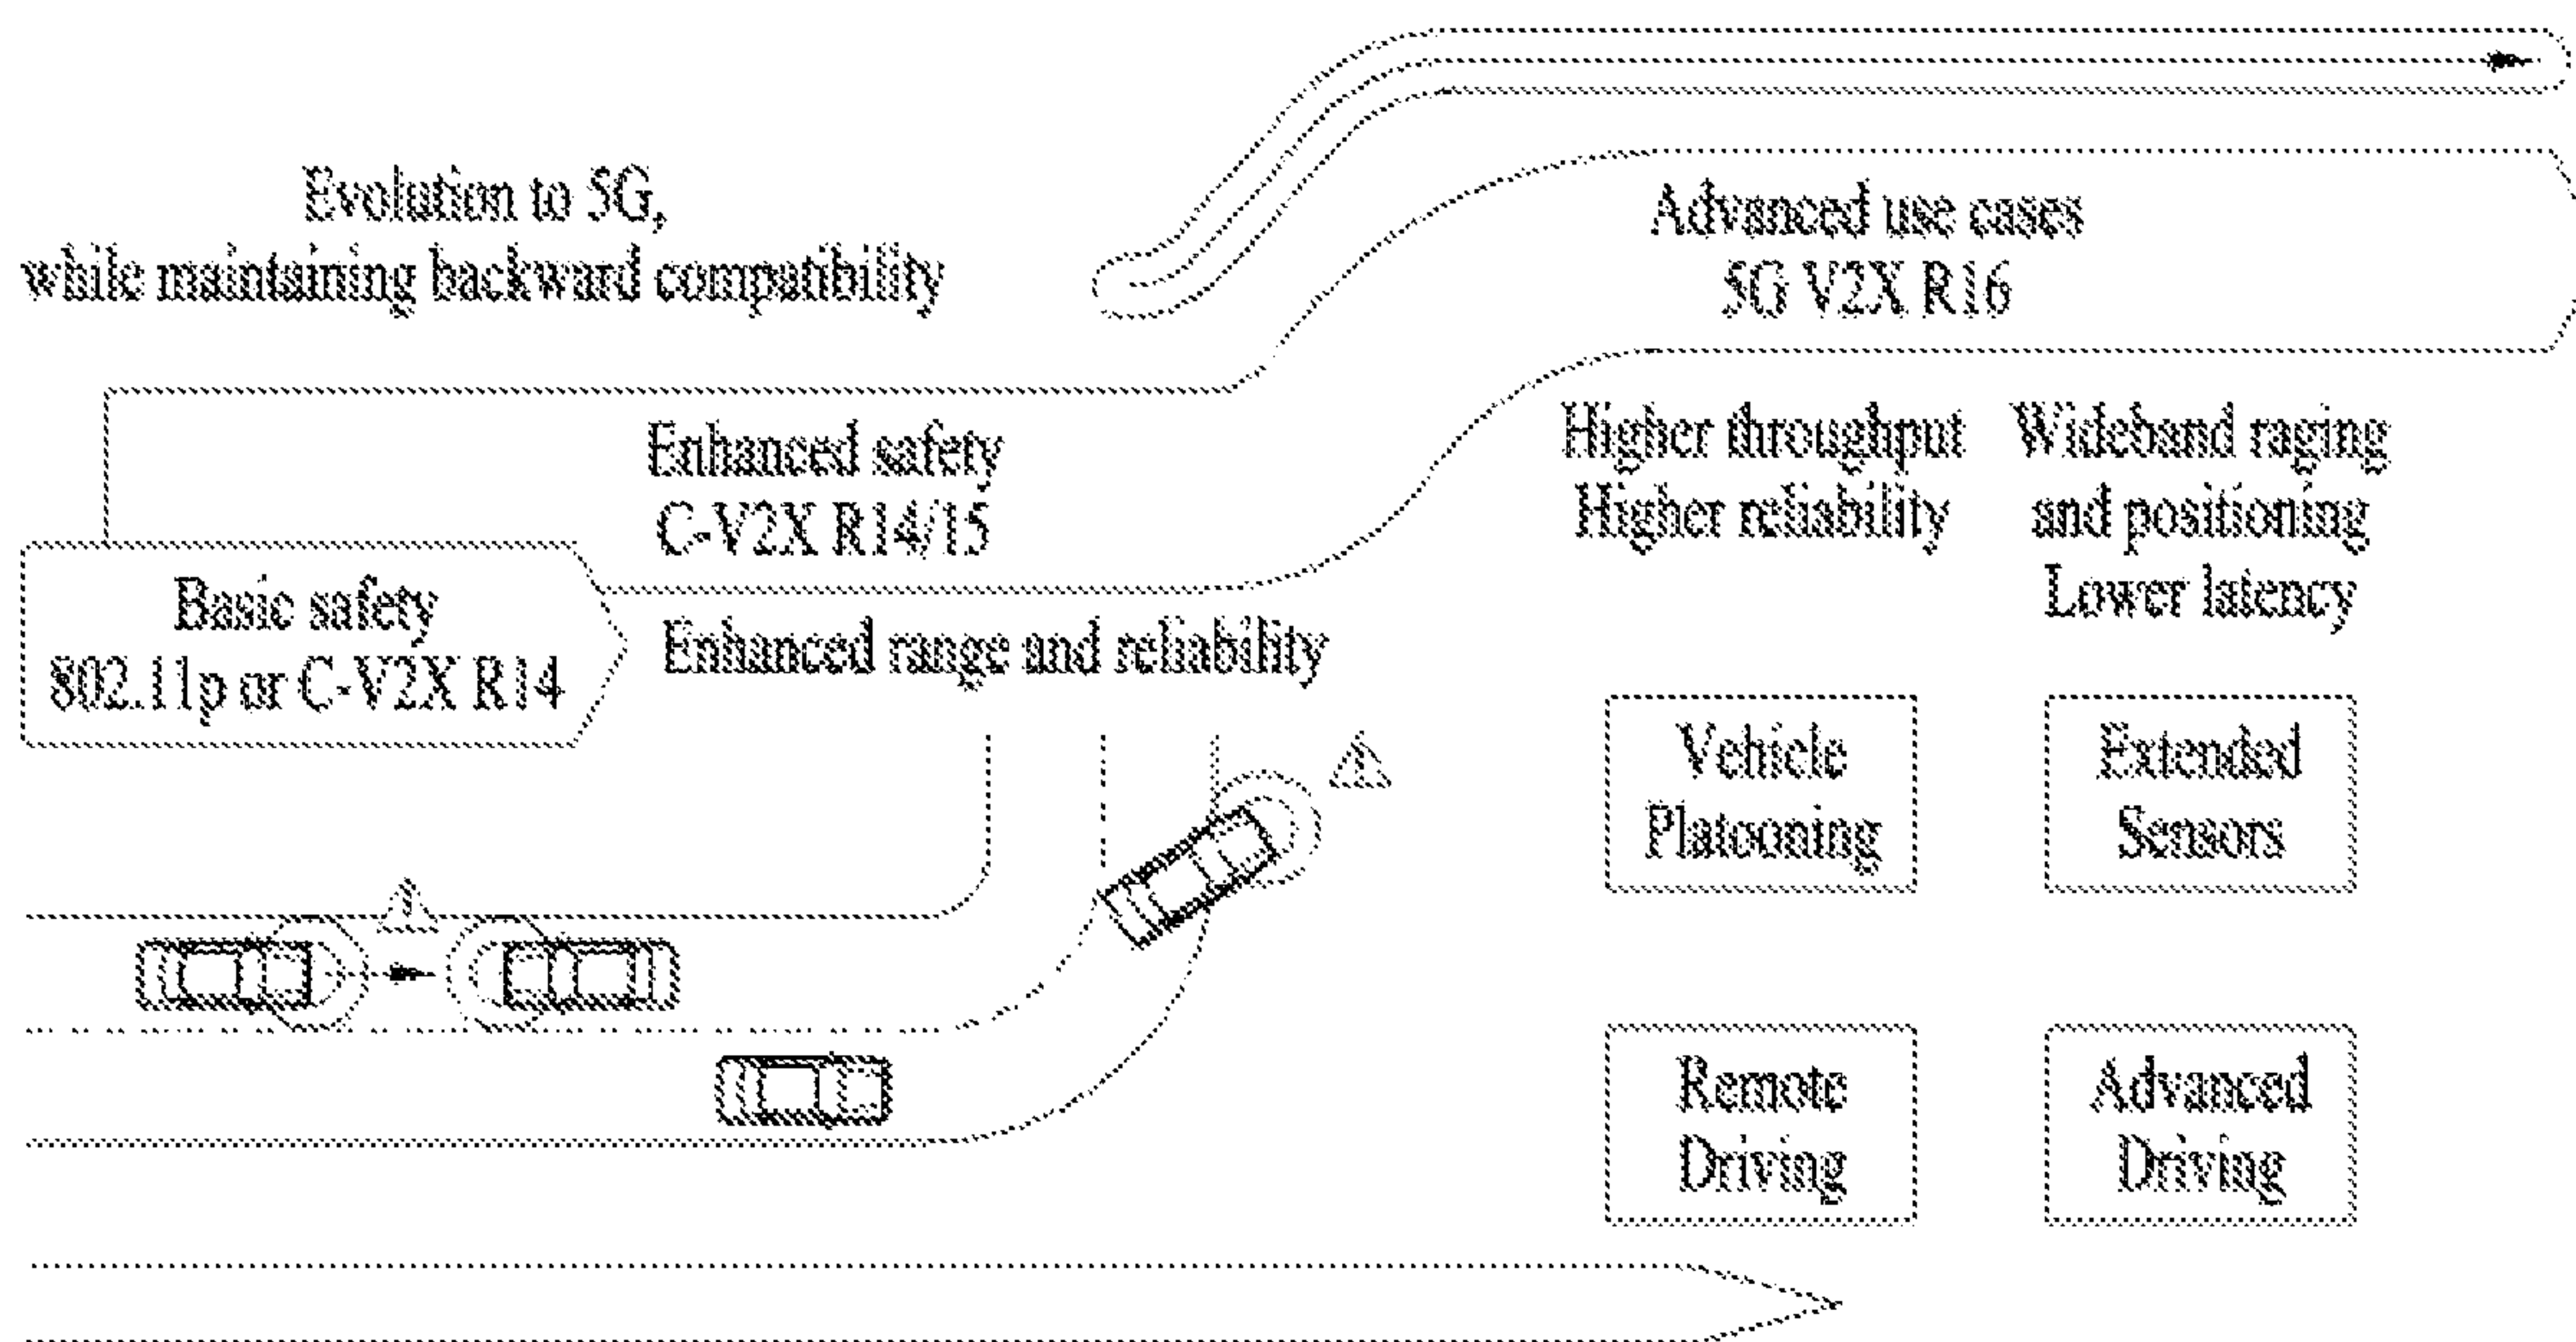 Evolution to 5G,
while maintaining backward compatibility
Advanced use cases
5G V2X R16
Enhanced safety
C-V2X R14/15
Basic safety
802.11p or C-V2X R14
Enhanced range and reliability
Higher throughput
Higher reliability
Wideband raging
and positioning
Lower latency
Vehicle
Platooning
Extended
Sensors
Remote
Driving
Advanced
Driving